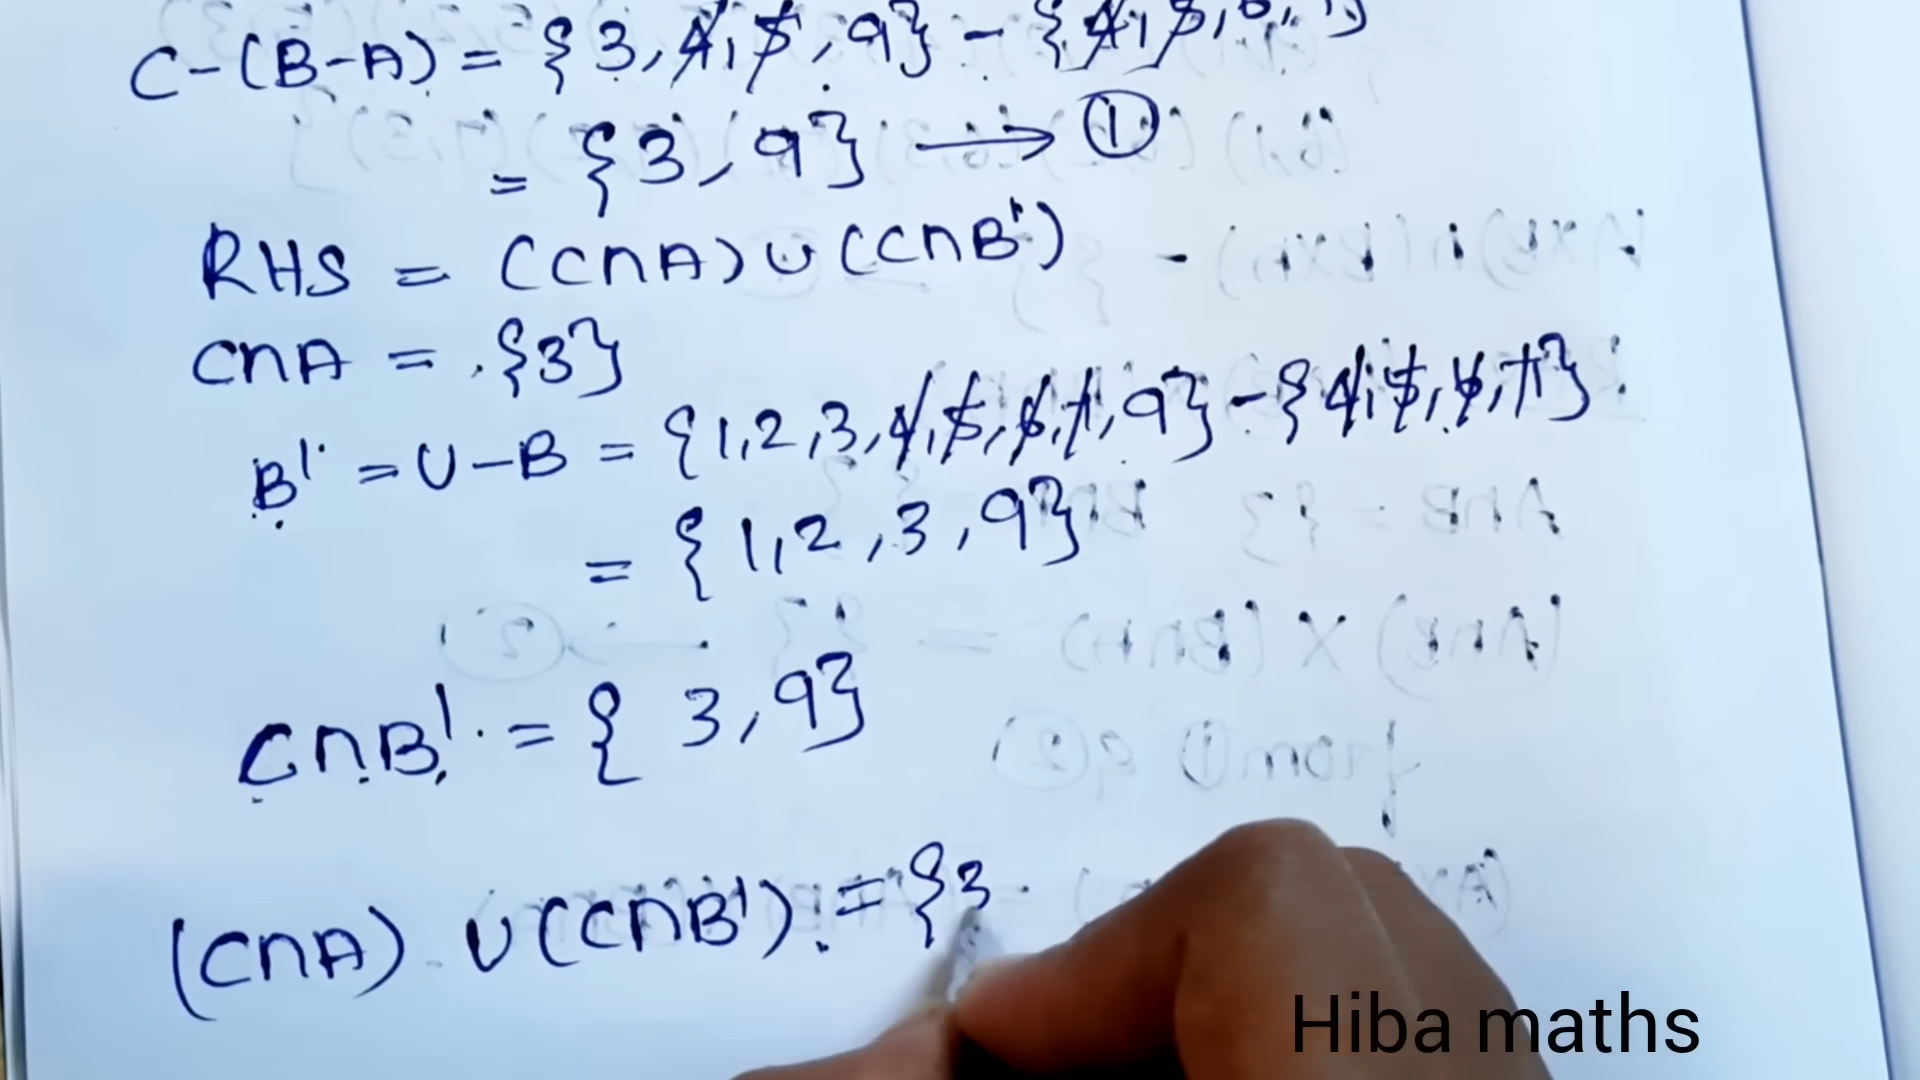 C-(B-A) = {3, 4, 5, 9} - {4, 5, 6, 7}
= {3, 9} → ①
RHS = (C∩A) ∪ (C∩B')
C∩A = {3}
B' = U-B = {1,2,3,4,5,6,7,9} - {4,5,6,7}
= {1,2,3,9}
C∩B' = {3,9}
(C∩A) ∪ (C∩B') = {3
Hiba maths